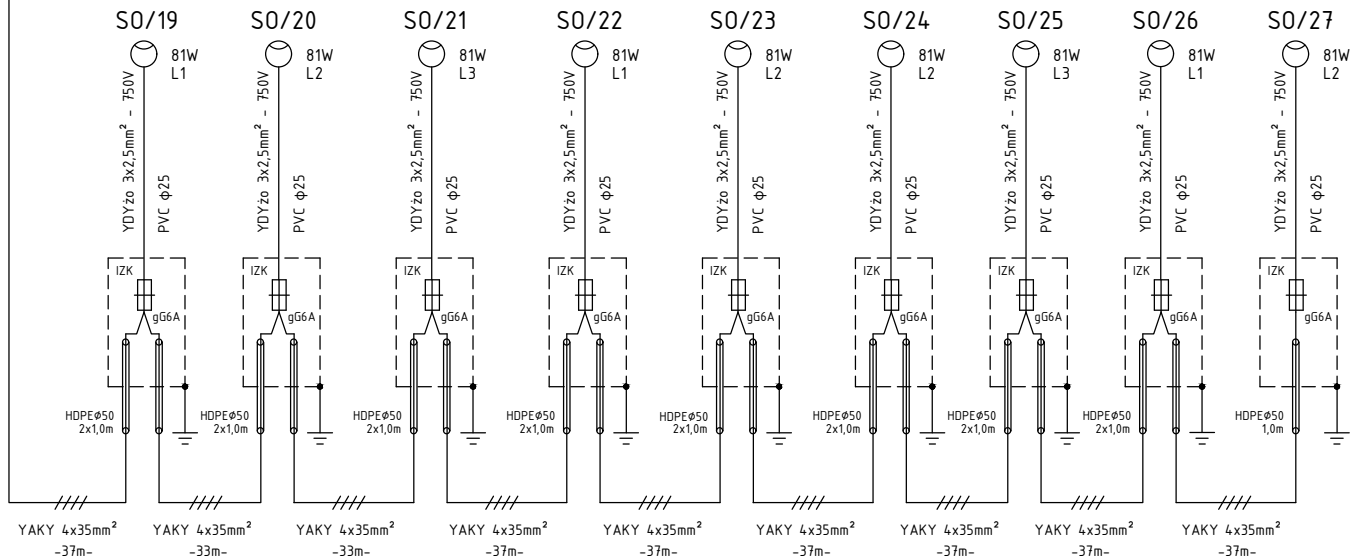 SO/19 SO/20 SO/21 SO/22 SO/23 SO/24 SO/25 SO/26 SO/27
81W 81W 81W 81W 81W 81W 81W 81W 81W
L1 L2 L3 L1 L2 L2 L3 L1 L2
YDYżo 3x2,5mm² - 750V
PVC ϕ25
YDYżo 3x2,5mm² - 750V
PVC ϕ25
YDYżo 3x2,5mm² - 750V
PVC ϕ25
YDYżo 3x2,5mm² - 750V
PVC ϕ25
YDYżo 3x2,5mm² - 750V
PVC ϕ25
YDYżo 3x2,5mm² - 750V
PVC ϕ25
YDYżo 3x2,5mm² - 750V
PVC ϕ25
YDYżo 3x2,5mm² - 750V
PVC ϕ25
YDYżo 3x2,5mm² - 750V
PVC ϕ25
IZK IZK IZK IZK IZK IZK IZK IZK IZK
gG6A gG6A gG6A gG6A gG6A gG6A gG6A gG6A gG6A
HDPEϕ50 HDPEϕ50 HDPEϕ50 HDPEϕ50 HDPEϕ50 HDPEϕ50 HDPEϕ50 HDPEϕ50 HDPEϕ50
2x1,0m 2x1,0m 2x1,0m 2x1,0m 2x1,0m 2x1,0m 2x1,0m 2x1,0m 1,0m
YAKY 4x35mm² YAKY 4x35mm² YAKY 4x35mm² YAKY 4x35mm² YAKY 4x35mm² YAKY 4x35mm² YAKY 4x35mm² YAKY 4x35mm² YAKY 4x35mm²
-37m- -33m- -33m- -37m- -37m- -37m- -37m- -37m- -37m-